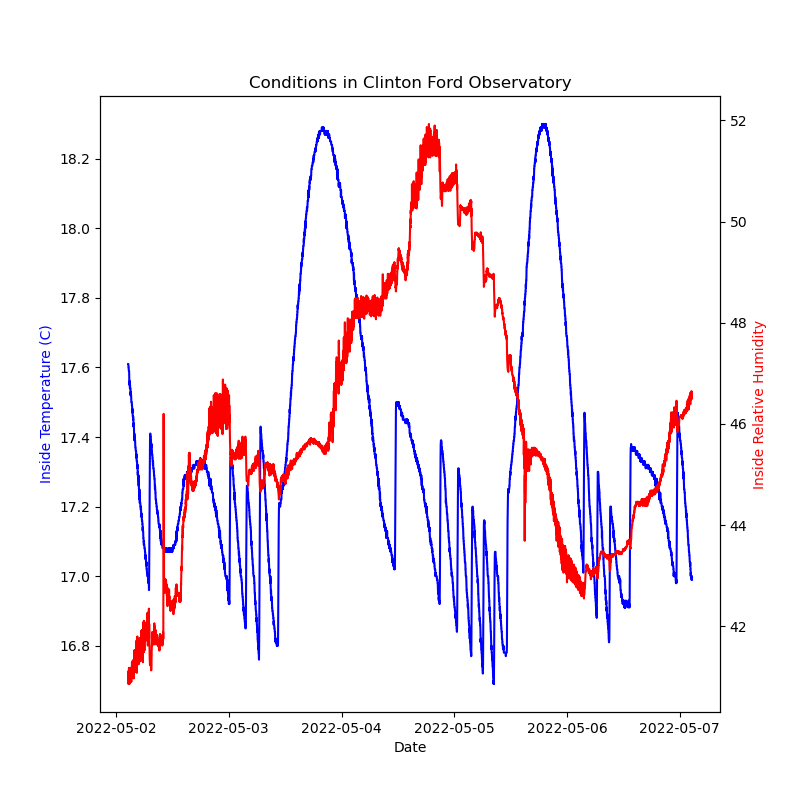 Conditions in Clinton Ford Observatory
18.2
18.0
17.8
17.6
17.4
17.2
17.0
16.8
Inside Temperature (C)
52
50
48
46
44
42
Inside Relative Humidity
2022-05-02 2022-05-03 2022-05-04 2022-05-05 2022-05-06 2022-05-07
Date